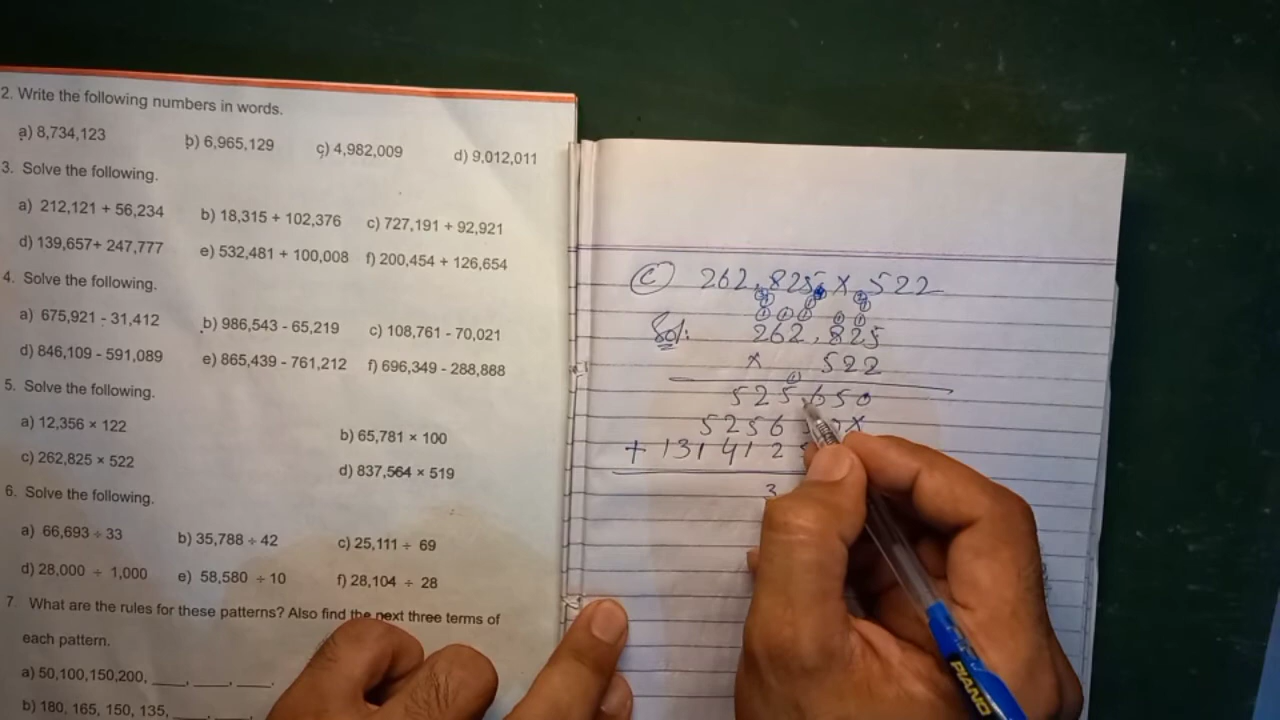 2. Write the following numbers in words.
a) 8,734,123 b) 6,965,129 c) 4,982,009 d) 9,012,011
3. Solve the following.
a) 212,121 + 56,234 b) 18,315 + 102,376 c) 727,191 + 92,921
d) 139,657+ 247,777 e) 532,481 + 100,008 f) 200,454 + 126,654
4. Solve the following.
a) 675,921 - 31,412 b) 986,543 - 65,219 c) 108,761 - 70,021
d) 846,109 - 591,089 e) 865,439 - 761,212 f) 696,349 - 288,888
5. Solve the following.
a) 12,356 × 122 b) 65,781 × 100
c) 262,825 × 522 d) 837,564 × 519
6. Solve the following.
a) 66,693 ÷ 33 b) 35,788 ÷ 42 c) 25,111 ÷ 69
d) 28,000 ÷ 1,000 e) 58,580 ÷ 10 f) 28,104 ÷ 28
7. What are the rules for these patterns? Also find the next three terms of
each pattern.
a) 50,100,150,200, ____, ____, ____.
b) 180, 165, 150, 135, ____,
C 262,825 × 522
Sol: 262,825
× 522
525,650
5256 X
+ 131412
3
PIANO